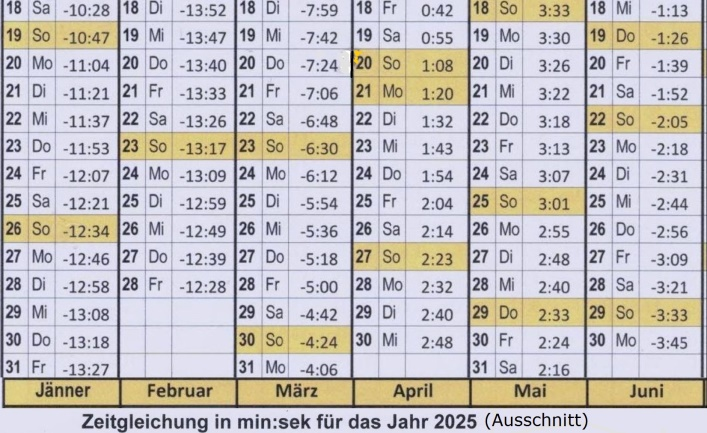 18 Sa -10:28 18 Di -13:52 18 Di -7:59 18 Fr 0:42 18 So 3:33 18 Mi -1:13
19 So -10:47 19 Mi -13:47 19 Mi -7:42 19 Sa 0:55 19 Mo 3:30 19 Do -1:26
20 Mo -11:04 20 Do -13:40 20 Do -7:24 20 So 1:08 20 Di 3:26 20 Fr -1:39
21 Di -11:21 21 Fr -13:33 21 Fr -7:06 21 Mo 1:20 21 Mi 3:22 21 Sa -1:52
22 Mi -11:37 22 Sa -13:26 22 Sa -6:48 22 Di 1:32 22 Do 3:18 22 So -2:05
23 Do -11:53 23 So -13:17 23 So -6:30 23 Mi 1:43 23 Fr 3:13 23 Mo -2:18
24 Fr -12:07 24 Mo -13:09 24 Mo -6:12 24 Do 1:54 24 Sa 3:07 24 Di -2:31
25 Sa -12:21 25 Di -12:59 25 Di -5:54 25 Fr 2:04 25 So 3:01 25 Mi -2:44
26 So -12:34 26 Mi -12:49 26 Mi -5:36 26 Sa 2:14 26 Mo 2:55 26 Do -2:56
27 Mo -12:46 27 Do -12:39 27 Do -5:18 27 So 2:23 27 Di 2:48 27 Fr -3:09
28 Di -12:58 28 Fr -12:28 28 Fr -5:00 28 Mo 2:32 28 Mi 2:40 28 Sa -3:21
29 Mi -13:08 29 Sa -4:42 29 Di 2:40 29 Do 2:33 29 So -3:33
30 Do -13:18 30 So -4:24 30 Mi 2:48 30 Fr 2:24 30 Mo -3:45
31 Fr -13:27 31 Mo -4:06 31 Sa 2:16
Jänner Februar März April Mai Juni
Zeitgleichung in min:sek für das Jahr 2025 (Ausschnitt)